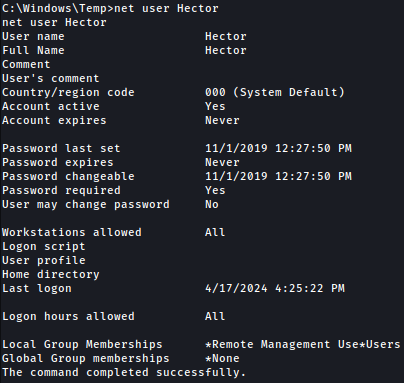 C:\Windows\Temp>net user Hector
net user Hector
User name                    Hector
Full Name                    Hector
Comment
User's comment
Country/region code          000 (System Default)
Account active               Yes
Account expires              Never

Password last set            11/1/2019 12:27:50 PM
Password expires             Never
Password changeable          11/1/2019 12:27:50 PM
Password required            Yes
User may change password     No

Workstations allowed         All
Logon script
User profile
Home directory
Last logon                   4/17/2024 4:25:22 PM

Logon hours allowed          All

Local Group Memberships      *Remote Management Use*Users
Global Group memberships     *None
The command completed successfully.